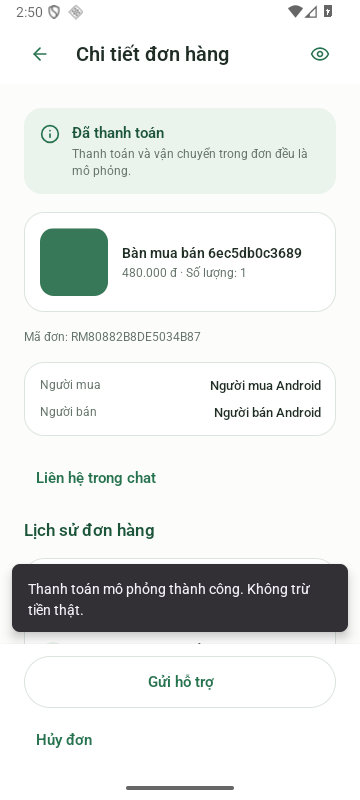 2:50
Chi tiết đơn hàng
Đã thanh toán
Thanh toán và vận chuyển trong đơn đều là
mô phỏng.
Bàn mua bán 6ec5db0c3689
480.000 đ · Số lượng: 1
Mã đơn: RM80882B8DE5034B87
Người mua
Người mua Android
Người bán
Người bán Android
Liên hệ trong chat
Lịch sử đơn hàng
Thanh toán mô phỏng thành công. Không trừ
tiền thật.
Gửi hỗ trợ
Hủy đơn